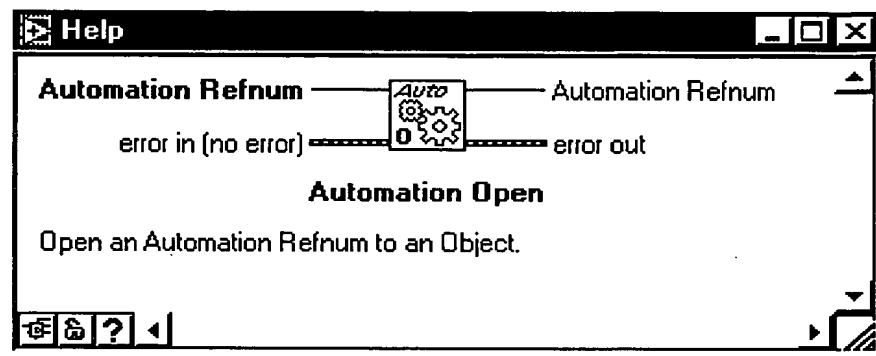 Help
Automation Refnum
Auto
Automation Refnum
error in (no error)
0
error out
Automation Open
Open an Automation Refnum to an Object.
?